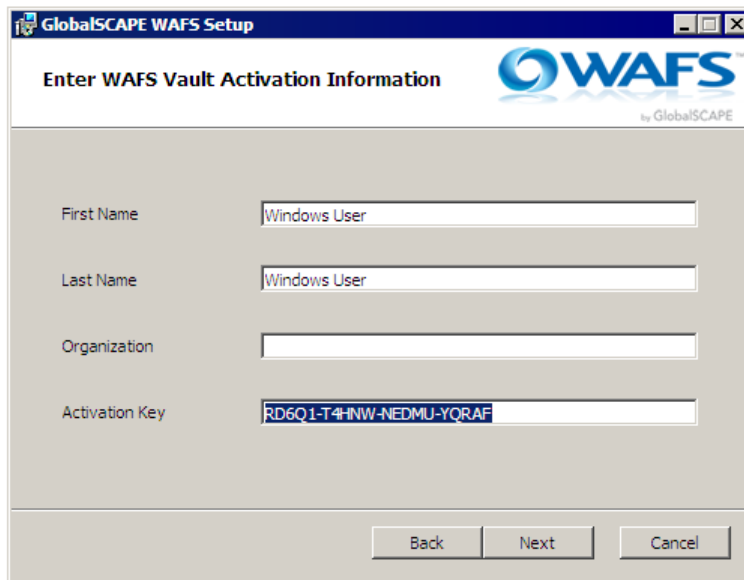 GlobalSCAPE WAFS Setup
Enter WAFS Vault Activation Information
WAFS™
by GlobalSCAPE
First Name
Windows User
Last Name
Windows User
Organization
Activation Key
RD6Q1-T4HNW-NEDMU-YQRAF
Back
Next
Cancel